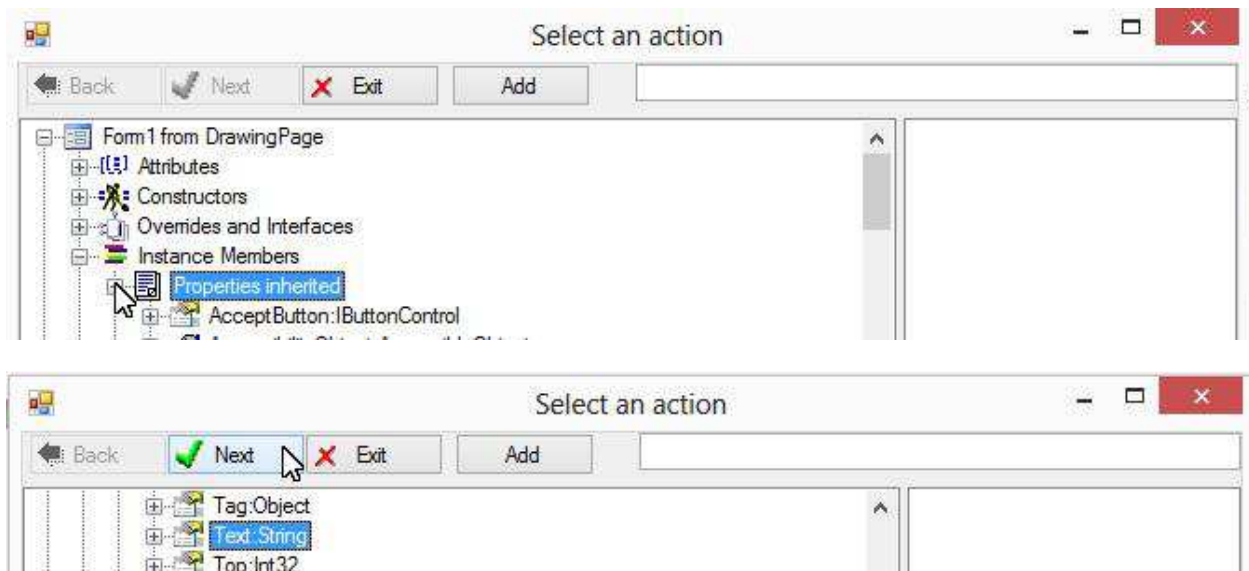 Select an action
Back Next Exit Add
Form1 from DrawingPage
Attributes
Constructors
Overrides and Interfaces
Instance Members
Properties inherited
AcceptButton:IButtonControl
Select an action
Back Next Exit Add
Tag:Object
Text:String
Top:Int32